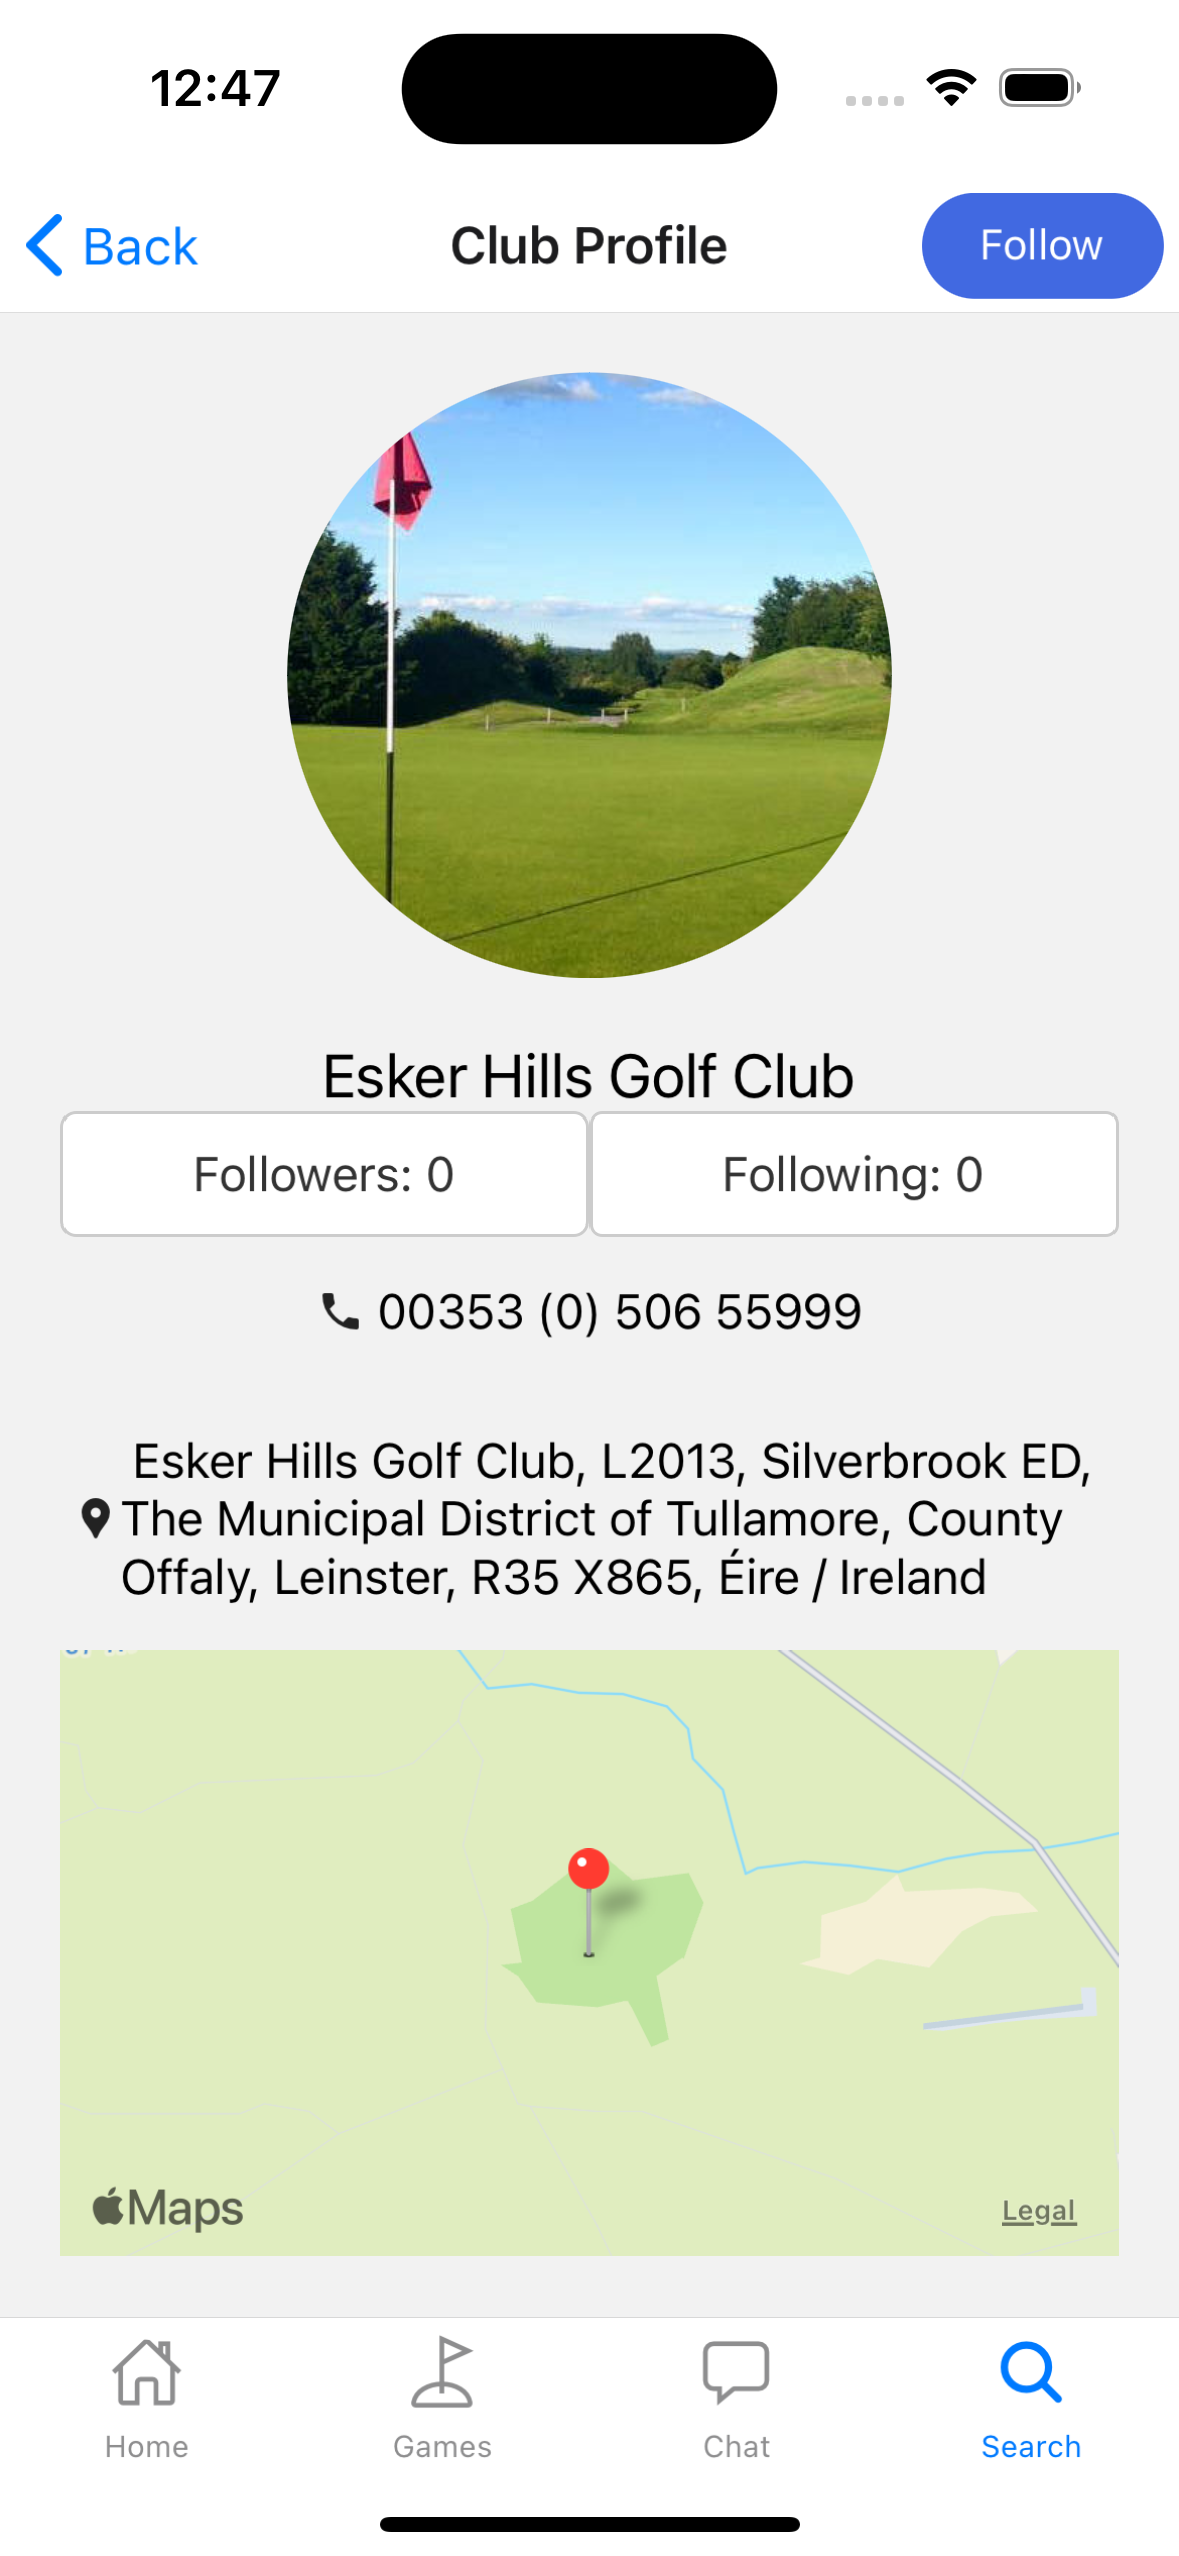 12:47
Back
Club Profile
Follow
Esker Hills Golf Club
Followers: 0
Following: 0
00353 (0) 506 55999
Esker Hills Golf Club, L2013, Silverbrook ED,
The Municipal District of Tullamore, County
Offaly, Leinster, R35 X865, Éire / Ireland
Maps
Legal
Home
Games
Chat
Search